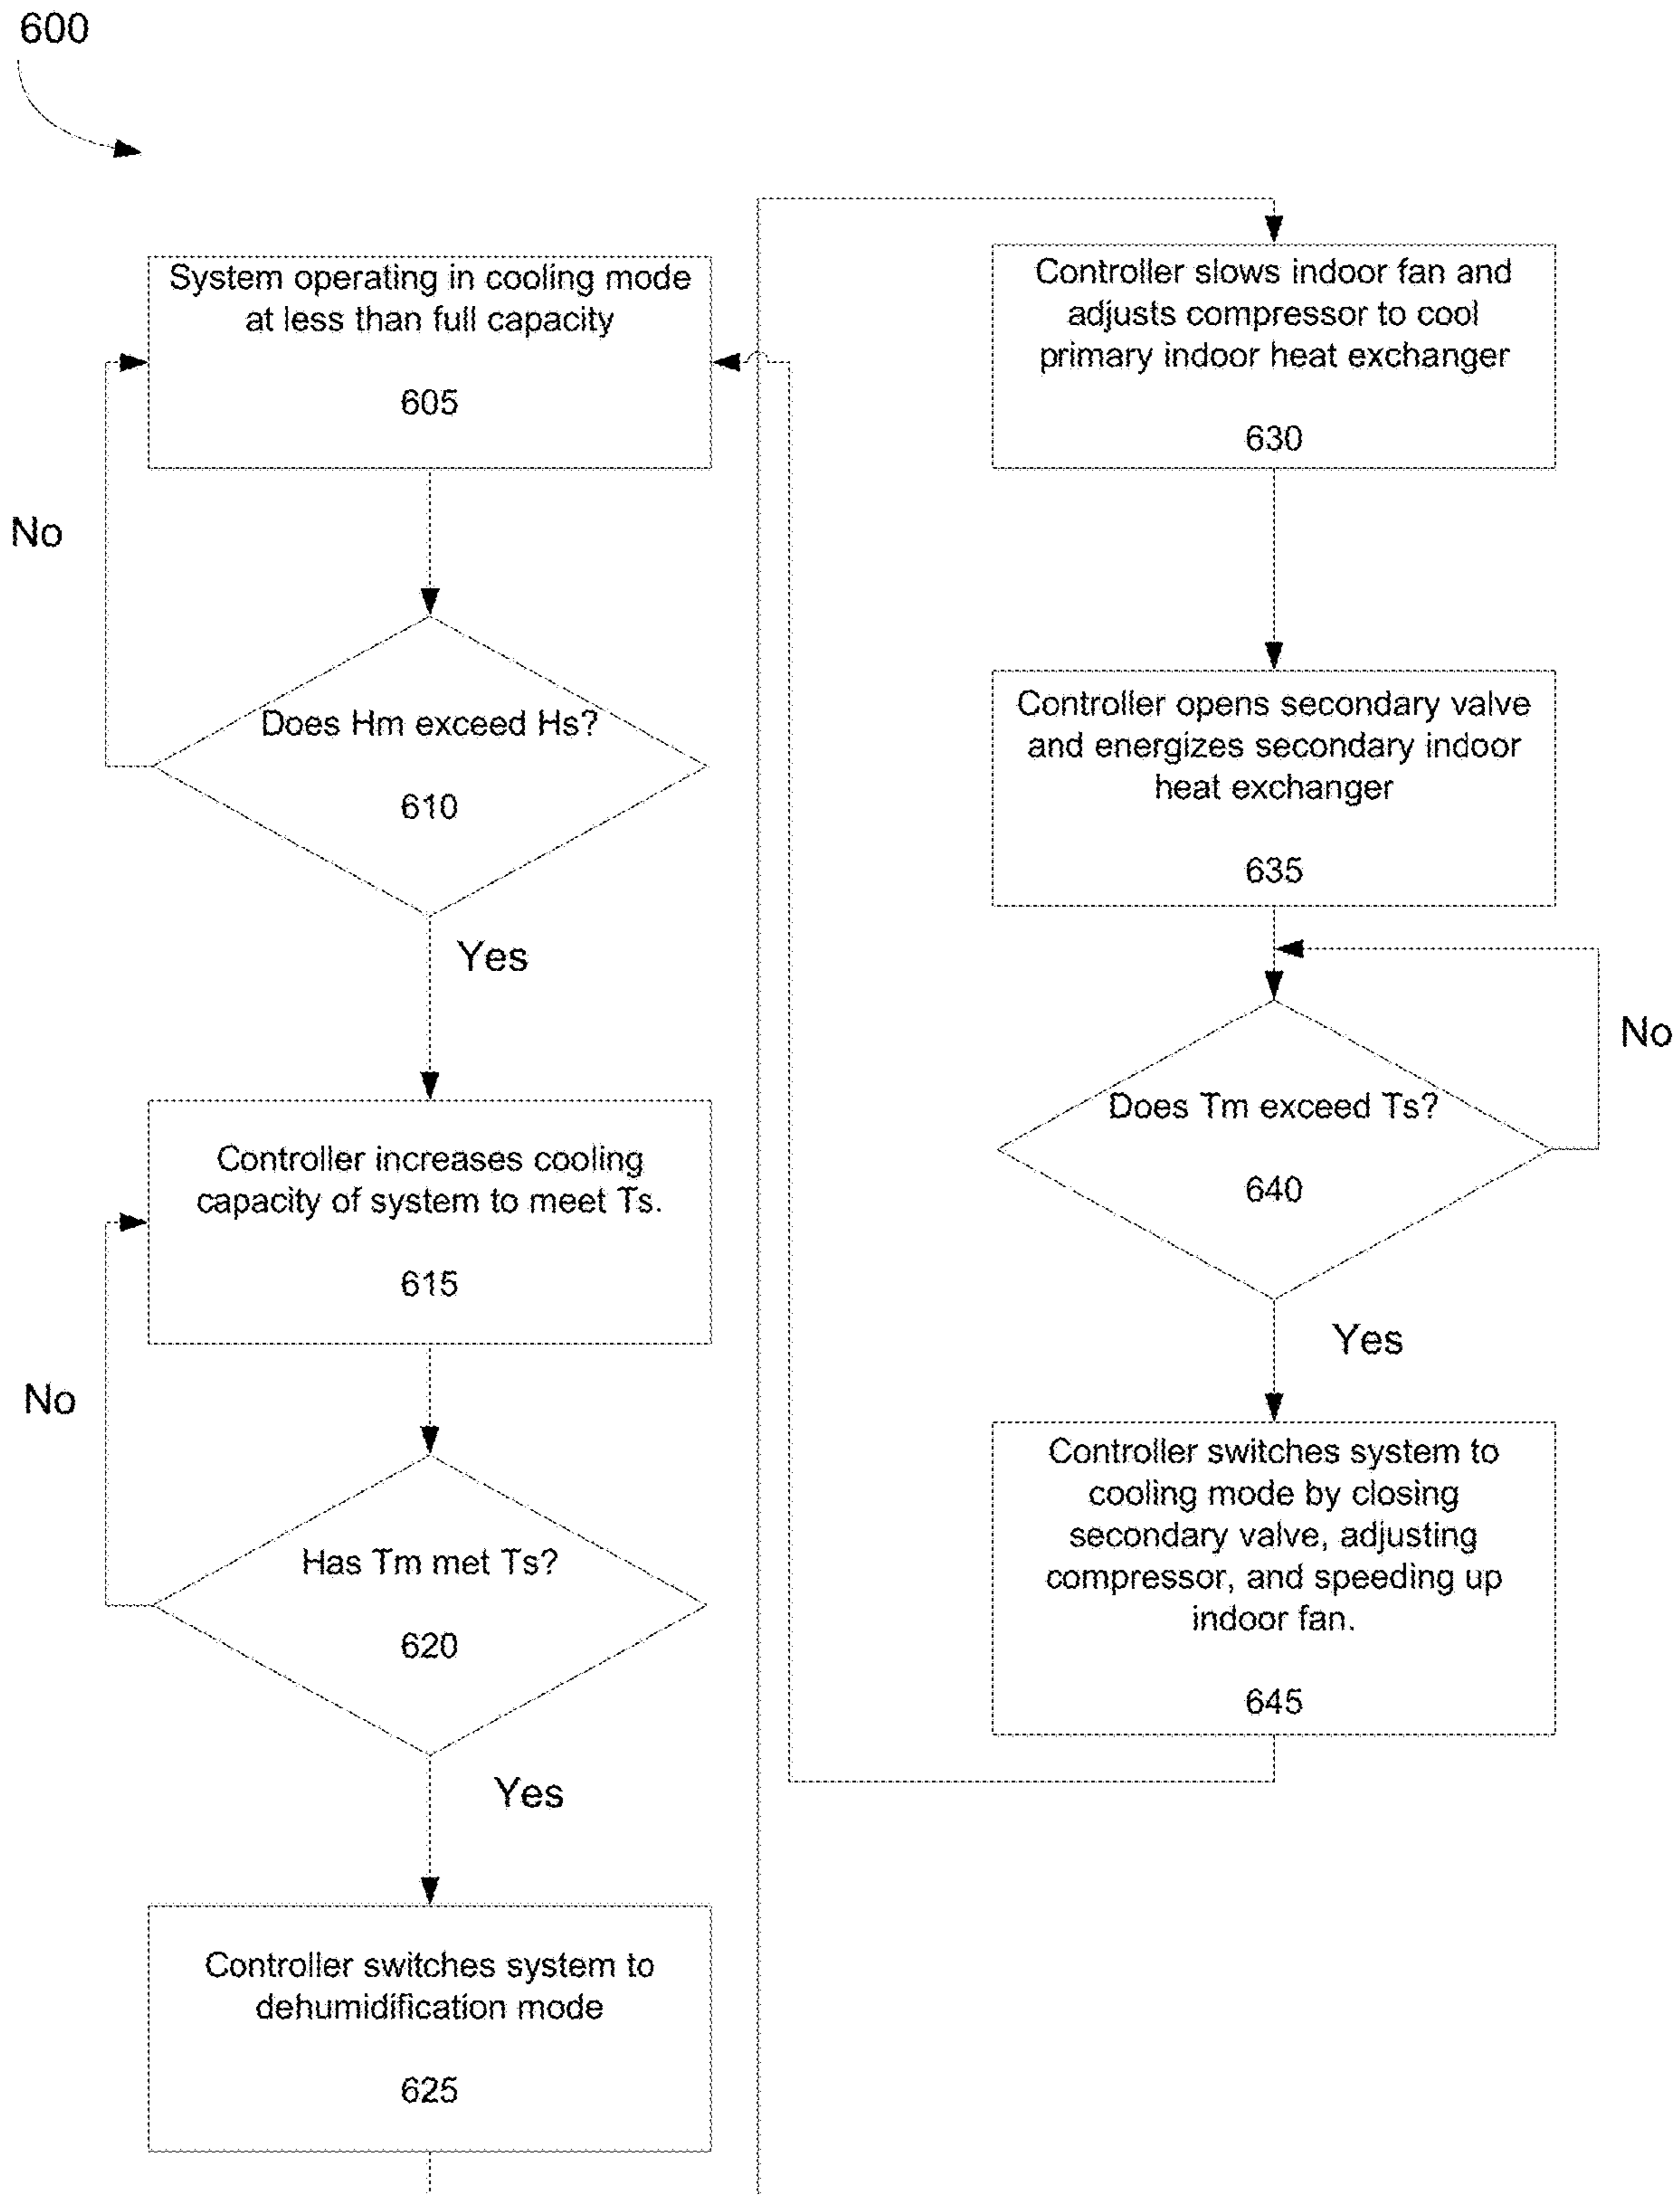 600
System operating in cooling mode
at less than full capacity
605
No
Does Hm exceed Hs?
610
Yes
Controller increases cooling
capacity of system to meet Ts.
615
No
Has Tm met Ts?
620
Yes
Controller switches system to
dehumidification mode
625
Controller slows indoor fan and
adjusts compressor to cool
primary indoor heat exchanger
630
Controller opens secondary valve
and energizes secondary indoor
heat exchanger
635
No
Does Tm exceed Ts?
640
Yes
Controller switches system to
cooling mode by closing
secondary valve, adjusting
compressor, and speeding up
indoor fan.
645